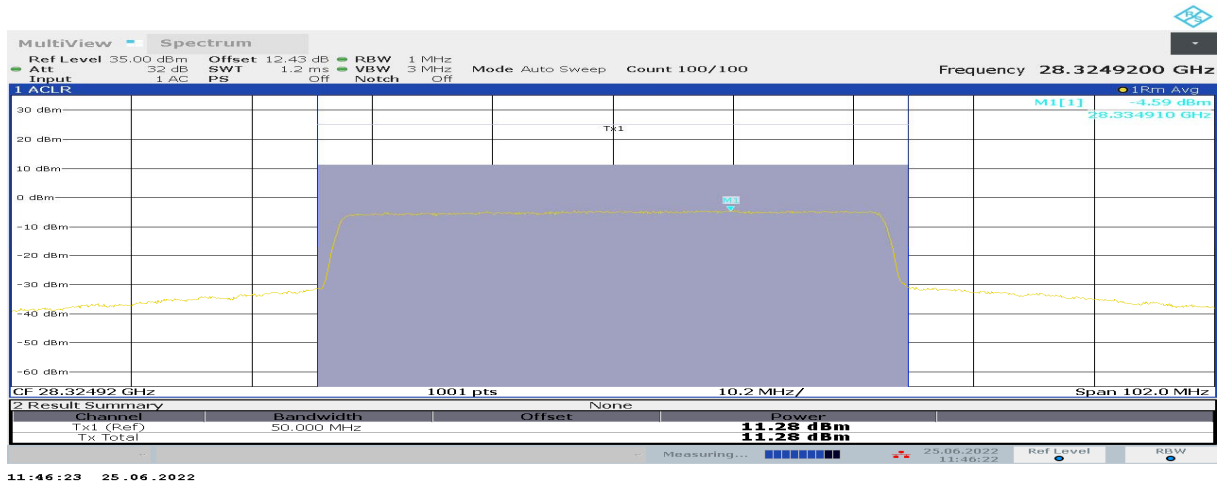 R&S
MultiView Spectrum
Ref Level 35.00 dBm Offset 12.43 dB RBW 1 MHz
Att 32 dB SWT 1.2 ms VBW 3 MHz Mode Auto Sweep Count 100/100 Frequency 28.3249200 GHz
Input 1 AC PS Off Notch Off
1 ACLR 1Rm Avg
M1[1] -4.59 dBm
28.334910 GHz
30 dBm
Tx1
20 dBm
10 dBm
0 dBm
M1
-10 dBm
-20 dBm
-30 dBm
-40 dBm
-50 dBm
-60 dBm
CF 28.32492 GHz 1001 pts 10.2 MHz/ Span 102.0 MHz
2 Result Summary None
Channel Bandwidth Offset Power
Tx1 (Ref) 50.000 MHz 11.28 dBm
Tx Total 11.28 dBm
Measuring... 25.06.2022 Ref Level RBW
11:46:22
11:46:23 25.06.2022